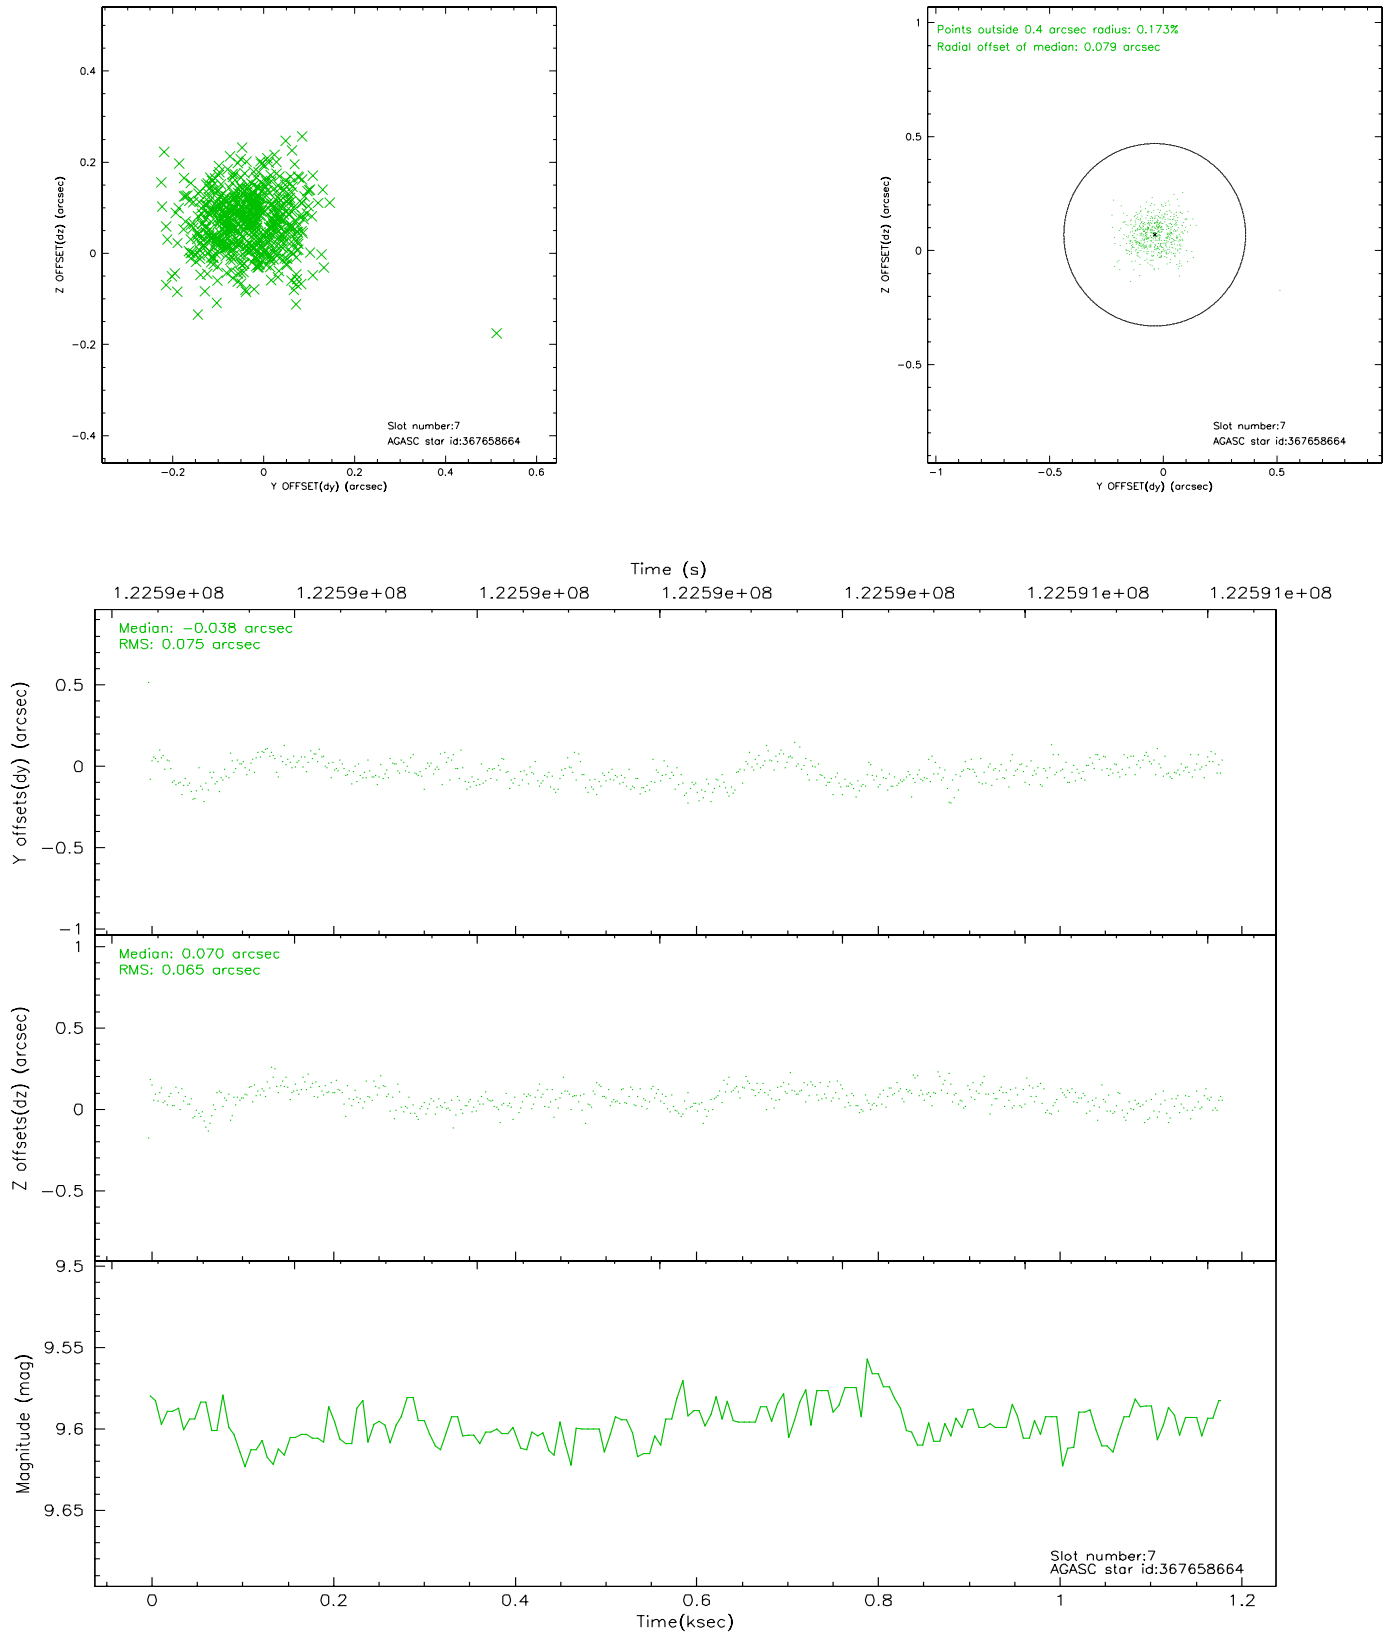 0.4
0.2
0
−0.2
−0.4
Z OFFSET(dz) (arcsec)
Slot number:7
AGASC star id:367658664
−0.2 0 0.2 0.4 0.6
Y OFFSET(dy) (arcsec)
Points outside 0.4 arcsec radius: 0.173%
Radial offset of median: 0.079 arcsec
1
0.5
0
−0.5
Z OFFSET(dz) (arcsec)
Slot number:7
AGASC star id:367658664
−1 −0.5 0 0.5
Y OFFSET(dy) (arcsec)
Time (s)
1.2259e+08 1.2259e+08 1.2259e+08 1.2259e+08 1.2259e+08 1.22591e+08 1.22591e+08
Median: −0.038 arcsec
RMS: 0.075 arcsec
0.5
0
−0.5
−1
Y offsets(dy) (arcsec)
Median: 0.070 arcsec
RMS: 0.065 arcsec
1
0.5
0
−0.5
Z offsets(dz) (arcsec)
9.5
9.55
9.6
9.65
Magnitude (mag)
Slot number:7
AGASC star id:367658664
0 0.2 0.4 0.6 0.8 1 1.2
Time(ksec)